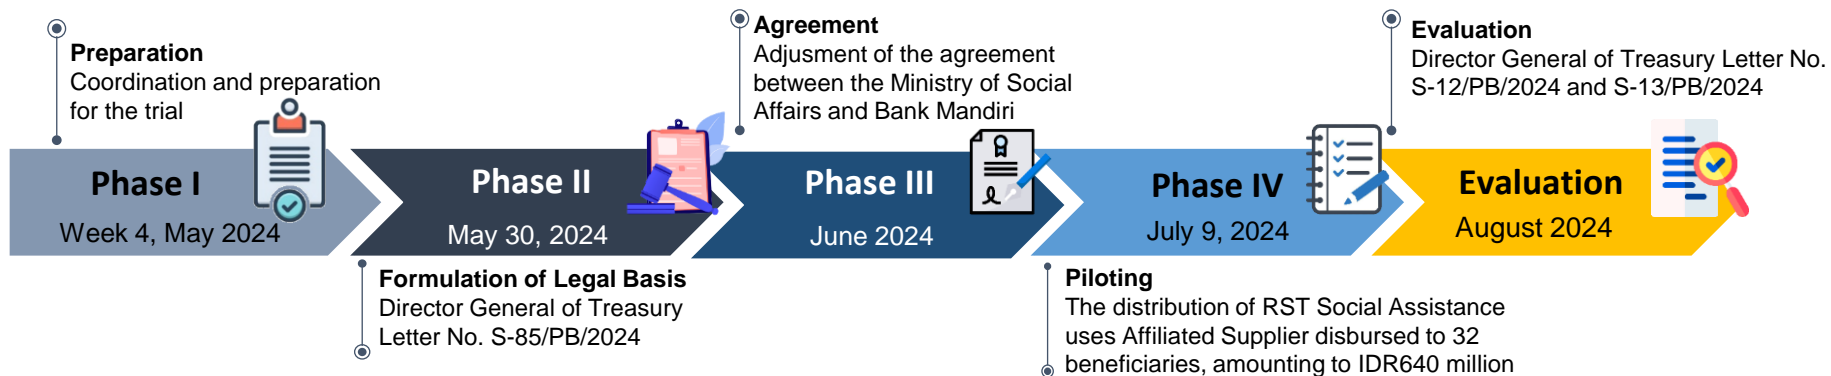 Preparation
Coordination and preparation
for the trial
Phase I
Week 4, May 2024
Phase II
May 30, 2024
Formulation of Legal Basis
Director General of Treasury
Letter No. S-85/PB/2024
Agreement
Adjusment of the agreement
between the Ministry of Social
Affairs and Bank Mandiri
Phase III
June 2024
Phase IV
July 9, 2024
Piloting
The distribution of RST Social Assistance
uses Affiliated Supplier disbursed to 32
beneficiaries, amounting to IDR640 million
Evaluation
Director General of Treasury Letter No.
S-12/PB/2024 and S-13/PB/2024
Evaluation
August 2024